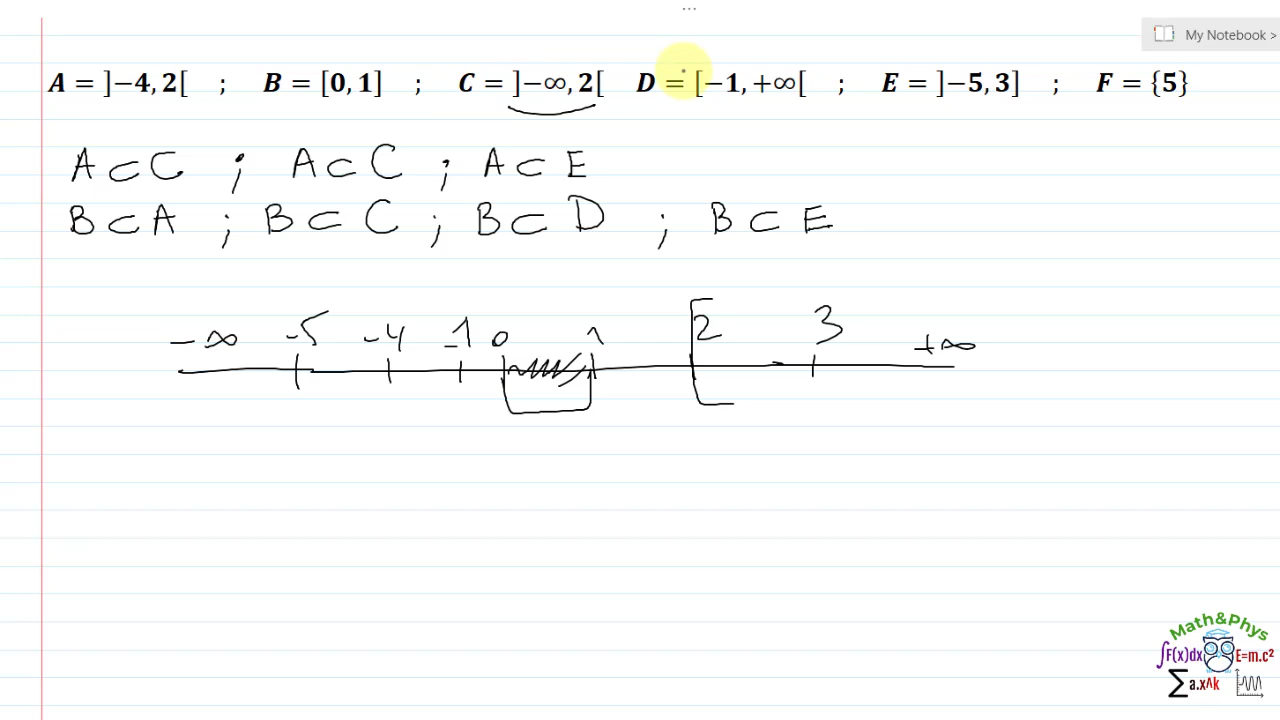 ...
My Notebook >
A = ]−4, 2[ ; B = [0, 1] ; C = ]−∞, 2[ D = [−1, +∞[ ; E = ]−5, 3] ; F = {5}
A⊂C ; A⊂C ; A⊂E
B⊂A ; B⊂C ; B⊂D ; B⊂E
−∞ -5 -4 -1 0 1 [2 3 +∞
Math&Phys
∫F(x)dx E=m.c²
∑ a.x∧k